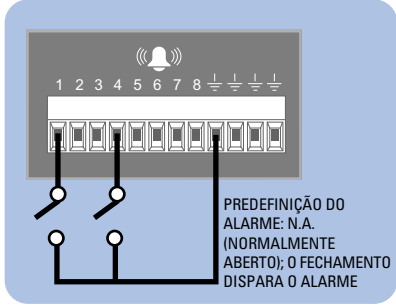 1 2 3 4 5 6 7 8
PREDEFINIÇÃO DO
ALARME: N.A.
(NORMALMENTE
ABERTO); O FECHAMENTO
DISPARA O ALARME